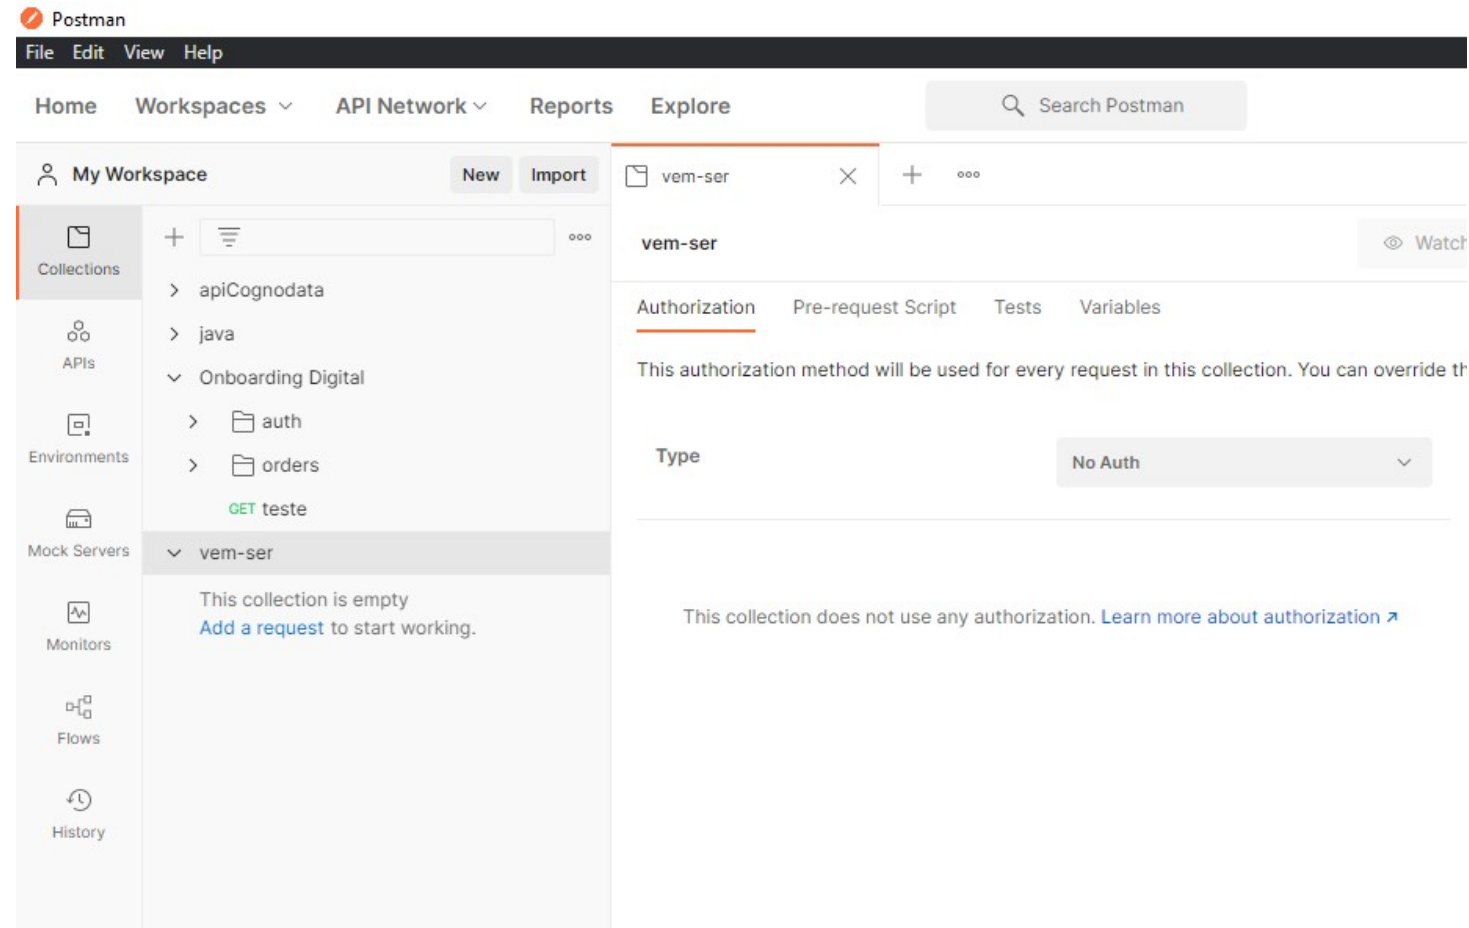 Postman
File Edit View Help
Home Workspaces API Network Reports Explore Search Postman
My Workspace New Import vem-ser
Collections
vem-ser Watch
apiCognodata
Authorization Pre-request Script Tests Variables
APIs
java
Onboarding Digital
This authorization method will be used for every request in this collection. You can override th
auth
Environments
orders
Type No Auth
GET teste
Mock Servers
vem-ser
This collection is empty
Add a request to start working.
This collection does not use any authorization. Learn more about authorization
Monitors
Flows
History